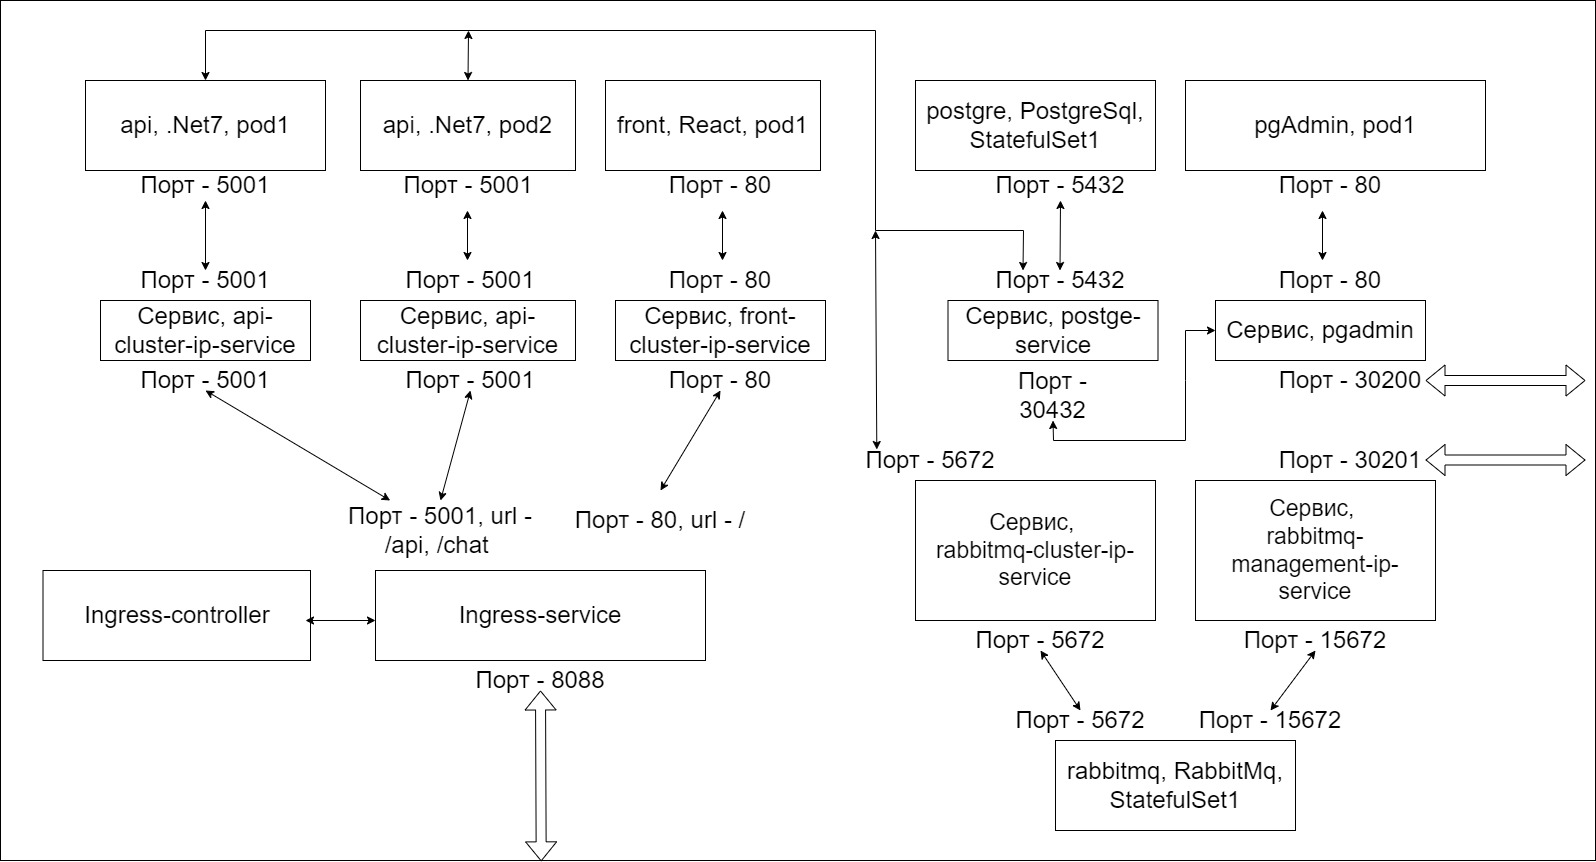 api, .Net7, pod1
api, .Net7, pod2
front, React, pod1
postgre, PostgreSql,
StatefulSet1
pgAdmin, pod1
Порт - 5001
Порт - 5001
Порт - 80
Порт - 5432
Порт - 80
Порт - 5001
Порт - 5001
Порт - 80
Порт - 5432
Порт - 80
Сервис, api-
cluster-ip-service
Сервис, api-
cluster-ip-service
Сервис, front-
cluster-ip-service
Сервис, postge-
service
Сервис, pgadmin
Порт - 5001
Порт - 5001
Порт - 80
Порт -
30432
Порт - 30200
Порт - 5672
Порт - 30201
Порт - 5001, url -
/api, /chat
Порт - 80, url - /
Сервис,
rabbitmq-cluster-ip-
service
Сервис,
rabbitmq-
management-ip-
service
Ingress-controller
Ingress-service
Порт - 5672
Порт - 15672
Порт - 8088
Порт - 5672
Порт - 15672
rabbitmq, RabbitMq,
StatefulSet1